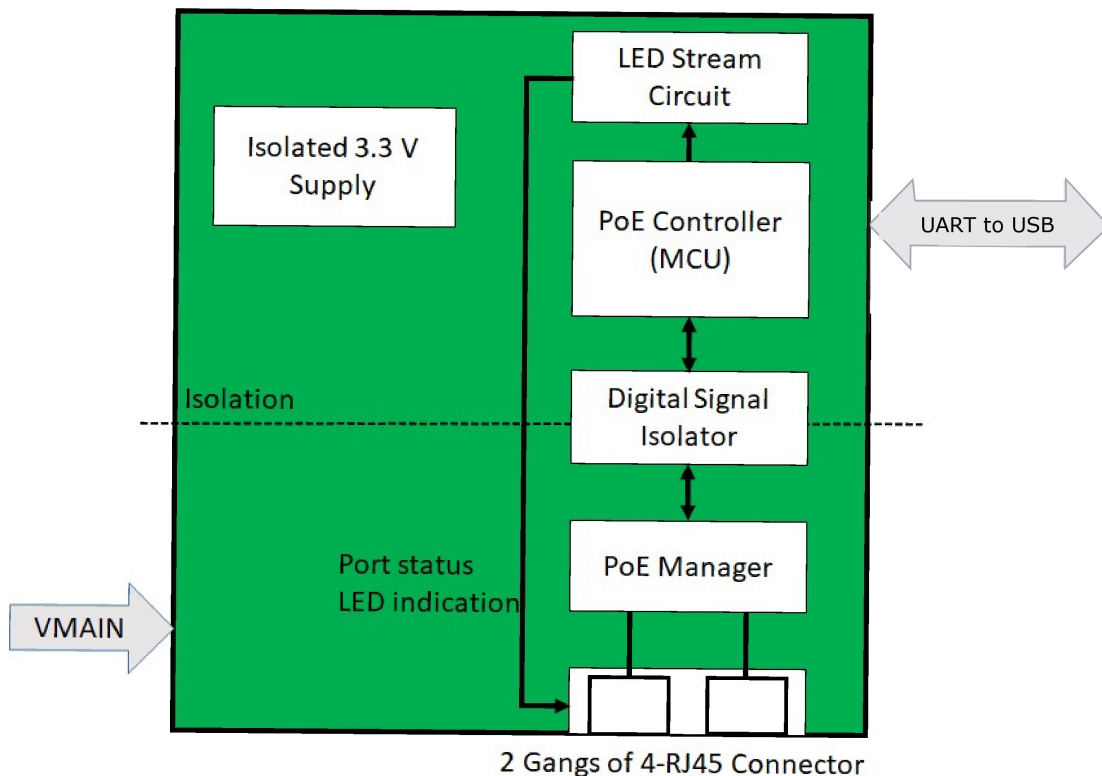 LED Stream
Circuit
Isolated 3.3 V
Supply
PoE Controller
(MCU)
UART to USB
Isolation
Digital Signal
Isolator
Port status
LED indication
PoE Manager
VMAIN
2 Gangs of 4-RJ45 Connector